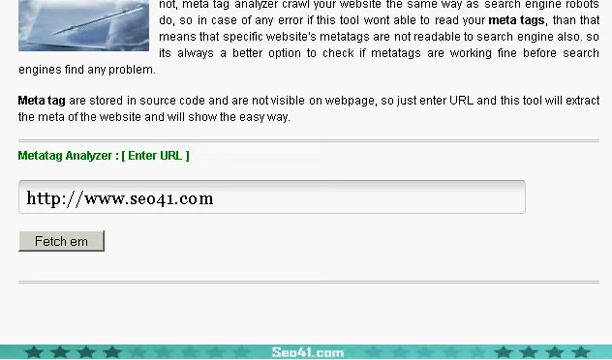 not, meta tag analyzer crawl your website the same way as search engine robots
do, so in case of any error if this tool wont able to read your meta tags, than that
means that specific website's metatags are not readable to search engine also. so
its always a better option to check if metatags are working fine before search
engines find any problem.
Meta tag are stored in source code and are not visible on webpage, so just enter URL and this tool will extract
the meta of the website and will show the easy way.
Metatag Analyzer : [ Enter URL ]
http://www.seo41.com
Fetch em
Seo41.com